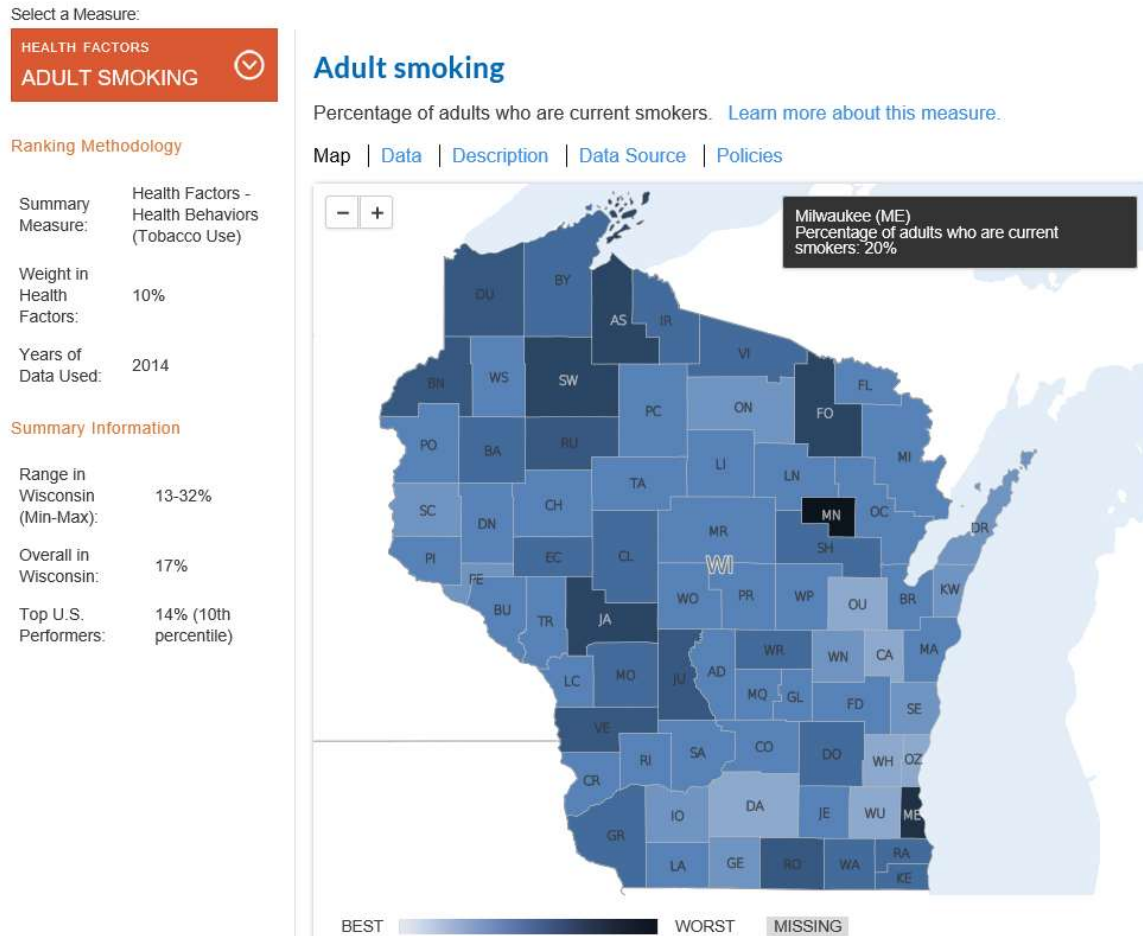 Select a Measure:
HEALTH FACTORS
ADULT SMOKING
Ranking Methodology
Summary
Measure:
Health Factors -
Health Behaviors
(Tobacco Use)
Weight in
Health
Factors:
10%
Years of
Data Used:
2014
Summary Information
Range in
Wisconsin
(Min-Max):
13-32%
Overall in
Wisconsin:
17%
Top U.S.
Performers:
14% (10th
percentile)
Adult smoking
Percentage of adults who are current smokers. Learn more about this measure.
Map | Data | Description | Data Source | Policies
− +
Milwaukee (ME)
Percentage of adults who are current
smokers: 20%
DU BY
AS IR
VI
BN WS SW ON FL
PC FO
PO BA RU MI
LI LN
TA
SC CH
DN MN OC
MR DR
PI EC CL SH
WI
PE
BU WO PR WP OU BR KW
TR JA
WR WN CA MA
LC MO JU AD
MQ GL FD SE
VE
RI SA CO DO WH OZ
CR
DA JE WU ME
IO
GR
LA GE RO WA RA
KE
BEST WORST MISSING